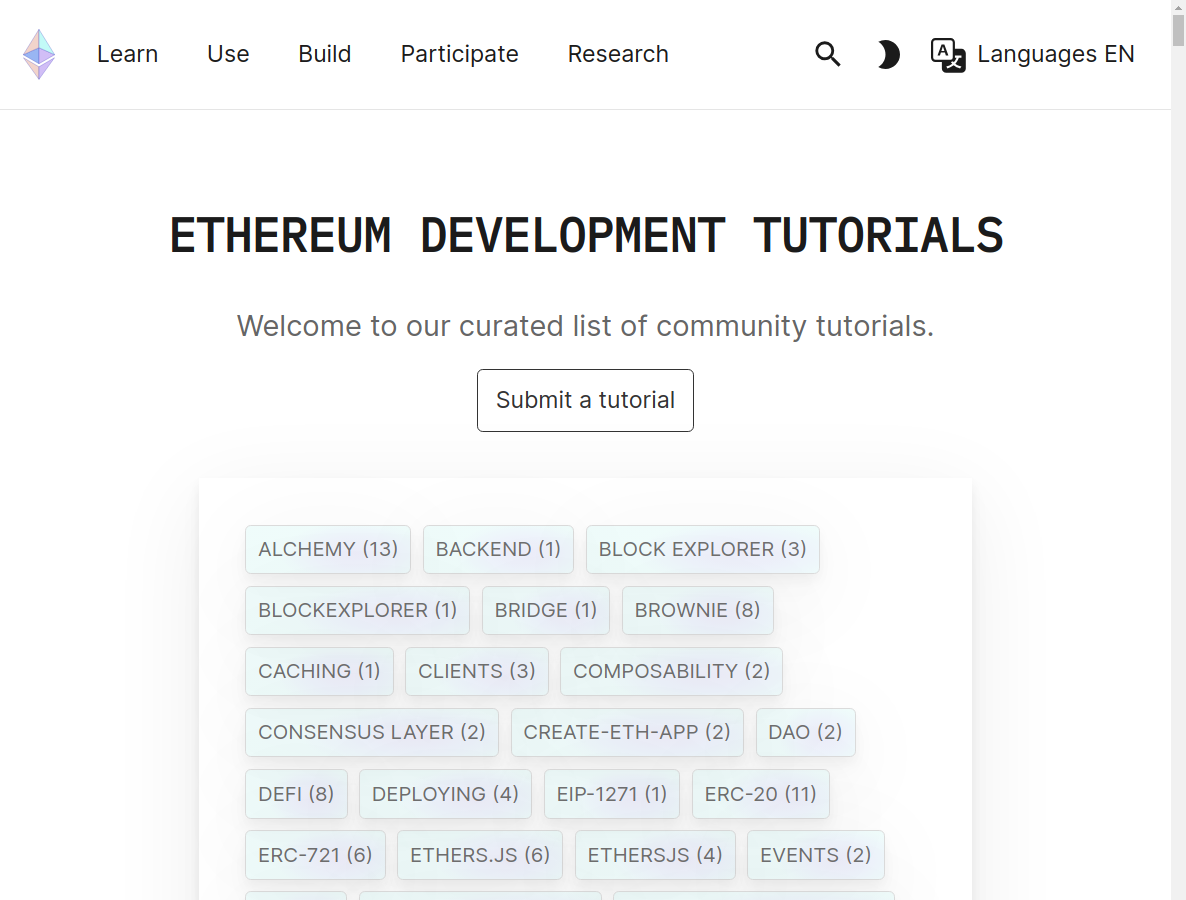 Learn Use Build Participate Research Languages EN
ETHEREUM DEVELOPMENT TUTORIALS
Welcome to our curated list of community tutorials.
Submit a tutorial
ALCHEMY (13) BACKEND (1) BLOCK EXPLORER (3)
BLOCKEXPLORER (1) BRIDGE (1) BROWNIE (8)
CACHING (1) CLIENTS (3) COMPOSABILITY (2)
CONSENSUS LAYER (2) CREATE-ETH-APP (2) DAO (2)
DEFI (8) DEPLOYING (4) EIP-1271 (1) ERC-20 (11)
ERC-721 (6) ETHERS.JS (6) ETHERSJS (4) EVENTS (2)